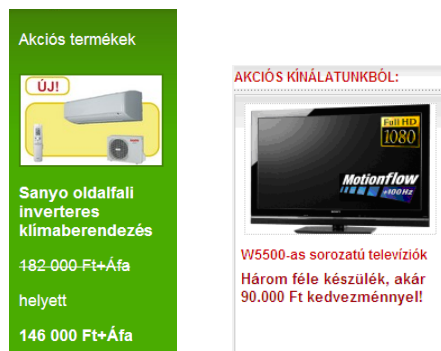 Akciós termékek
ÚJ!
Sanyo oldalfali
inverteres
klímaberendezés
182 000 Ft+Áfa
helyett
146 000 Ft+Áfa
AKCIÓS KÍNÁLATUNKBÓL:
Full HD
1080
Motionflow
+100Hz
W5500-as sorozatú televíziók
Három féle készülék, akár
90.000 Ft kedvezménnyel!